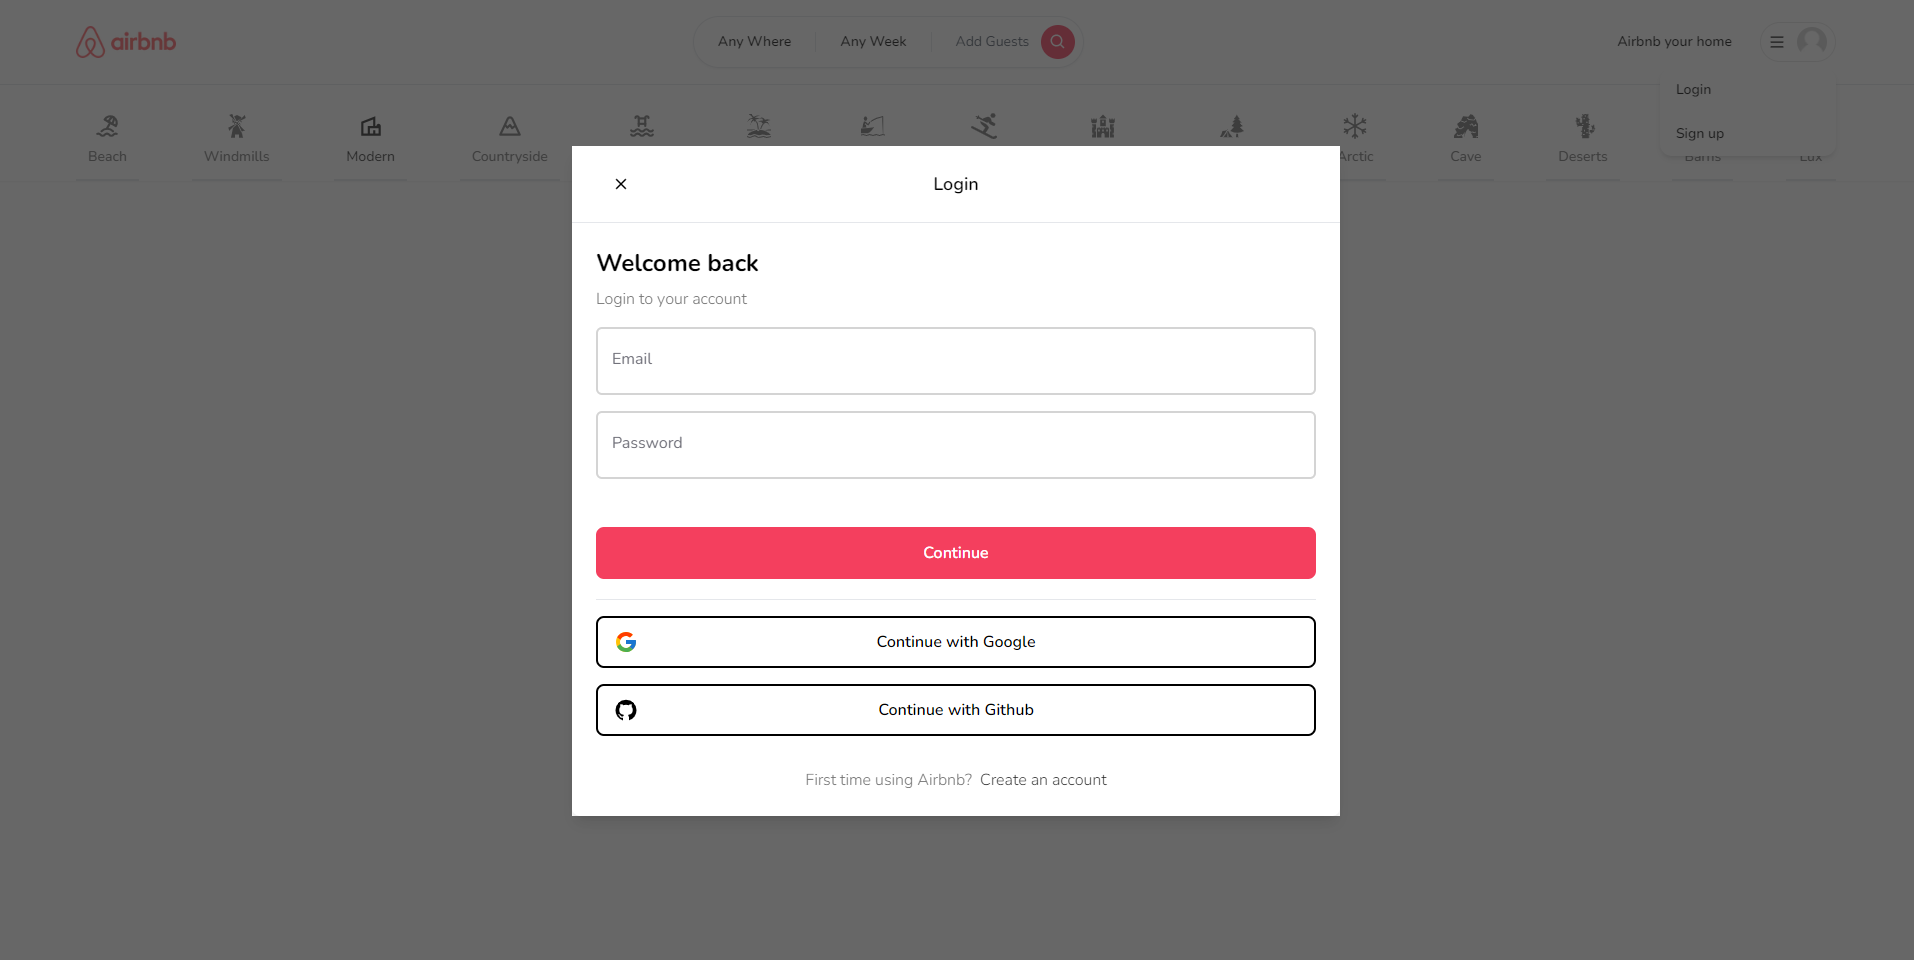 airbnb
Any Where
Any Week
Add Guests
Airbnb your home
Login
Sign up
Beach
Windmills
Modern
Countryside
Arctic
Cave
Deserts
Barns
Lux
Login
Welcome back
Login to your account
Email
Password
Continue
Continue with Google
Continue with Github
First time using Airbnb? Create an account